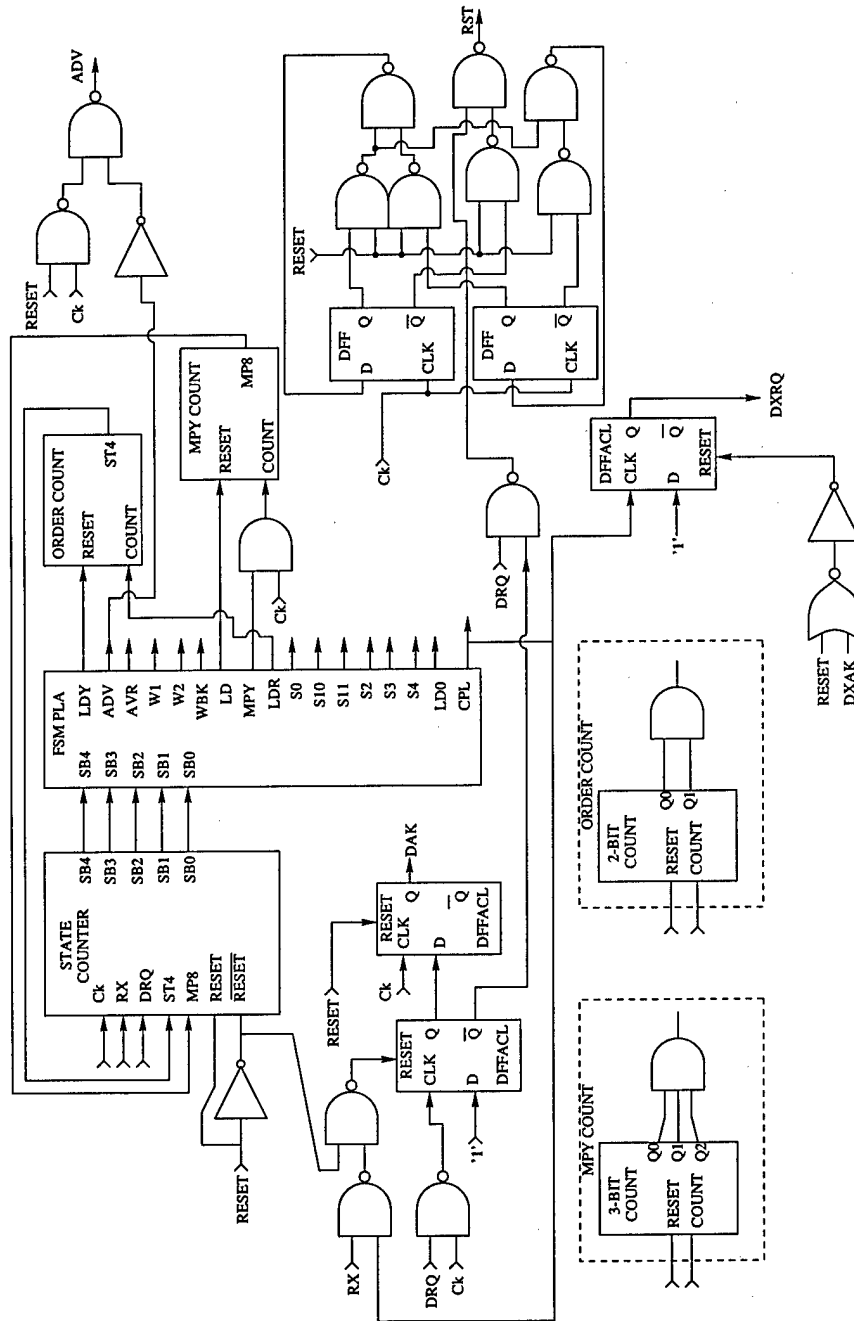 RESET
Ck
ADV
ORDER COUNT
RESET
COUNT
ST4
MPY COUNT
RESET
COUNT
MP8
Ck
FSM PLA
SB4
SB3
SB2
SB1
SB0
LDY
ADV
AVR
W1
W2
WBK
LD
MPY
LDR
S0
S10
S11
S2
S3
S4
LD0
CPL
STATE
COUNTER
Ck
RX
DRQ
ST4
MP8
RESET
RESET
SB4
SB3
SB2
SB1
SB0
RESET
RESET
DFF
D
Q
Q
CLK
DFF
D
Q
Q
CLK
Ck
RST
DRQ
RX
DRQ
Ck
'1'
RESET
CLK
D
Q
Q
DFFACL
RESET
Ck
RESET
CLK
D
Q
Q
DFFACL
DAK
DFFACL
CLK
D
Q
Q
RESET
'1'
DXRQ
RESET
DXAK
MPY COUNT
3-BIT
COUNT
RESET
COUNT
Q0
Q1
Q2
ORDER COUNT
2-BIT
COUNT
RESET
COUNT
Q0
Q1